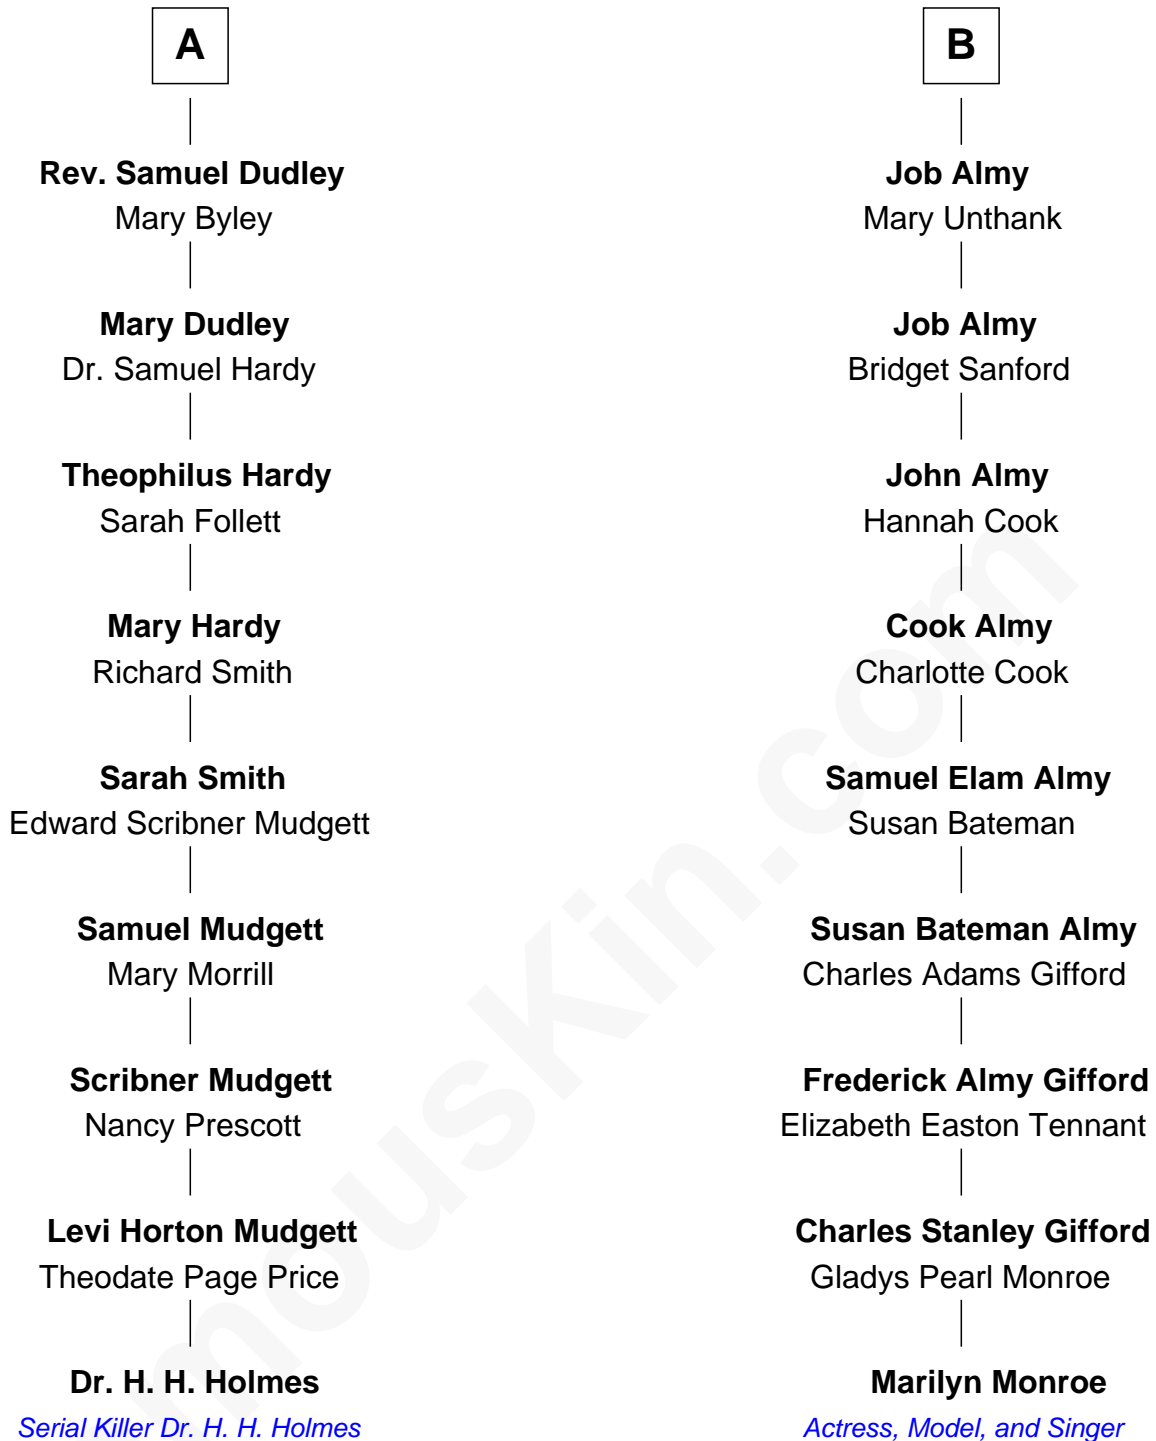 A
Rev. Samuel Dudley
Mary Byley
Mary Dudley
Dr. Samuel Hardy
Theophilus Hardy
Sarah Follett
Mary Hardy
Richard Smith
Sarah Smith
Edward Scribner Mudgett
Samuel Mudgett
Mary Morrill
Scribner Mudgett
Nancy Prescott
Levi Horton Mudgett
Theodate Page Price
Dr. H. H. Holmes
Serial Killer Dr. H. H. Holmes
B
Job Almy
Mary Unthank
Job Almy
Bridget Sanford
John Almy
Hannah Cook
Cook Almy
Charlotte Cook
Samuel Elam Almy
Susan Bateman
Susan Bateman Almy
Charles Adams Gifford
Frederick Almy Gifford
Elizabeth Easton Tennant
Charles Stanley Gifford
Gladys Pearl Monroe
Marilyn Monroe
Actress, Model, and Singer
mousKin.com